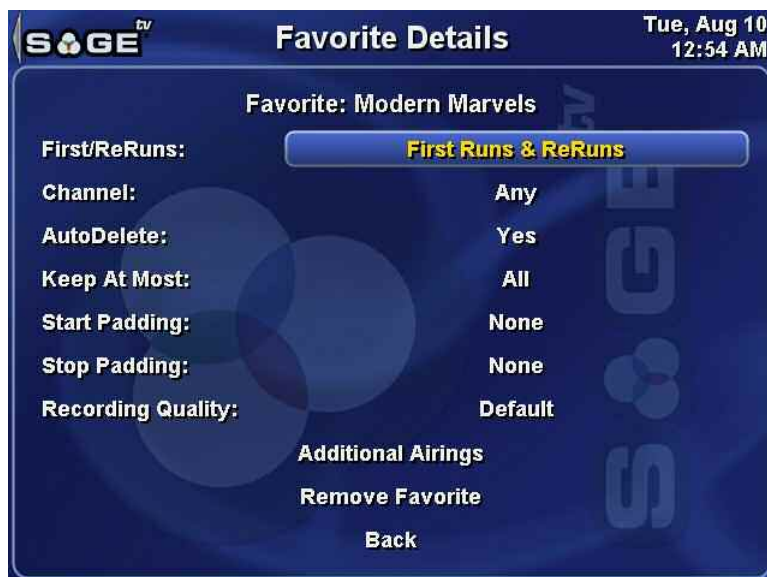 SAGE tv
Favorite Details
Tue, Aug 10
12:54 AM
Favorite: Modern Marvels
First/ReRuns: First Runs & ReRuns
Channel: Any
AutoDelete: Yes
Keep At Most: All
Start Padding: None
Stop Padding: None
Recording Quality: Default
Additional Airings
Remove Favorite
Back
SAGE tv